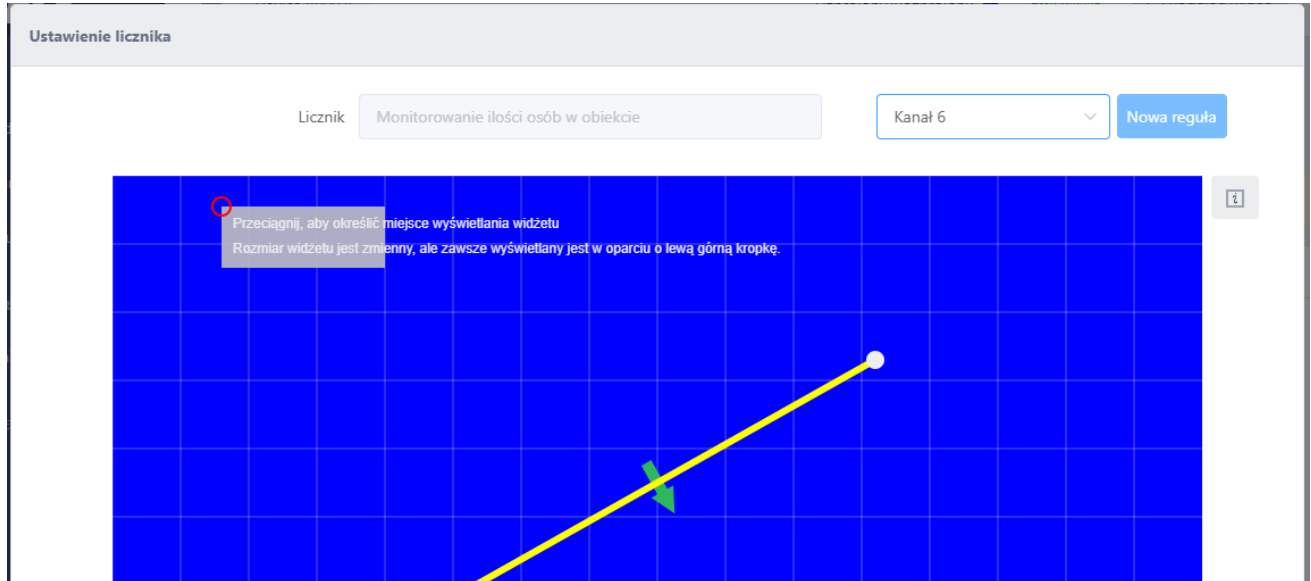 Ustawienie licznika
Licznik
Monitorowanie ilości osób w obiekcie
Kanał 6
Nowa reguła
i
Przeciągnij, aby określić miejsce wyświetlania widżetu
Rozmiar widżetu jest zmienny, ale zawsze wyświetlany jest w oparciu o lewą górną kropkę.